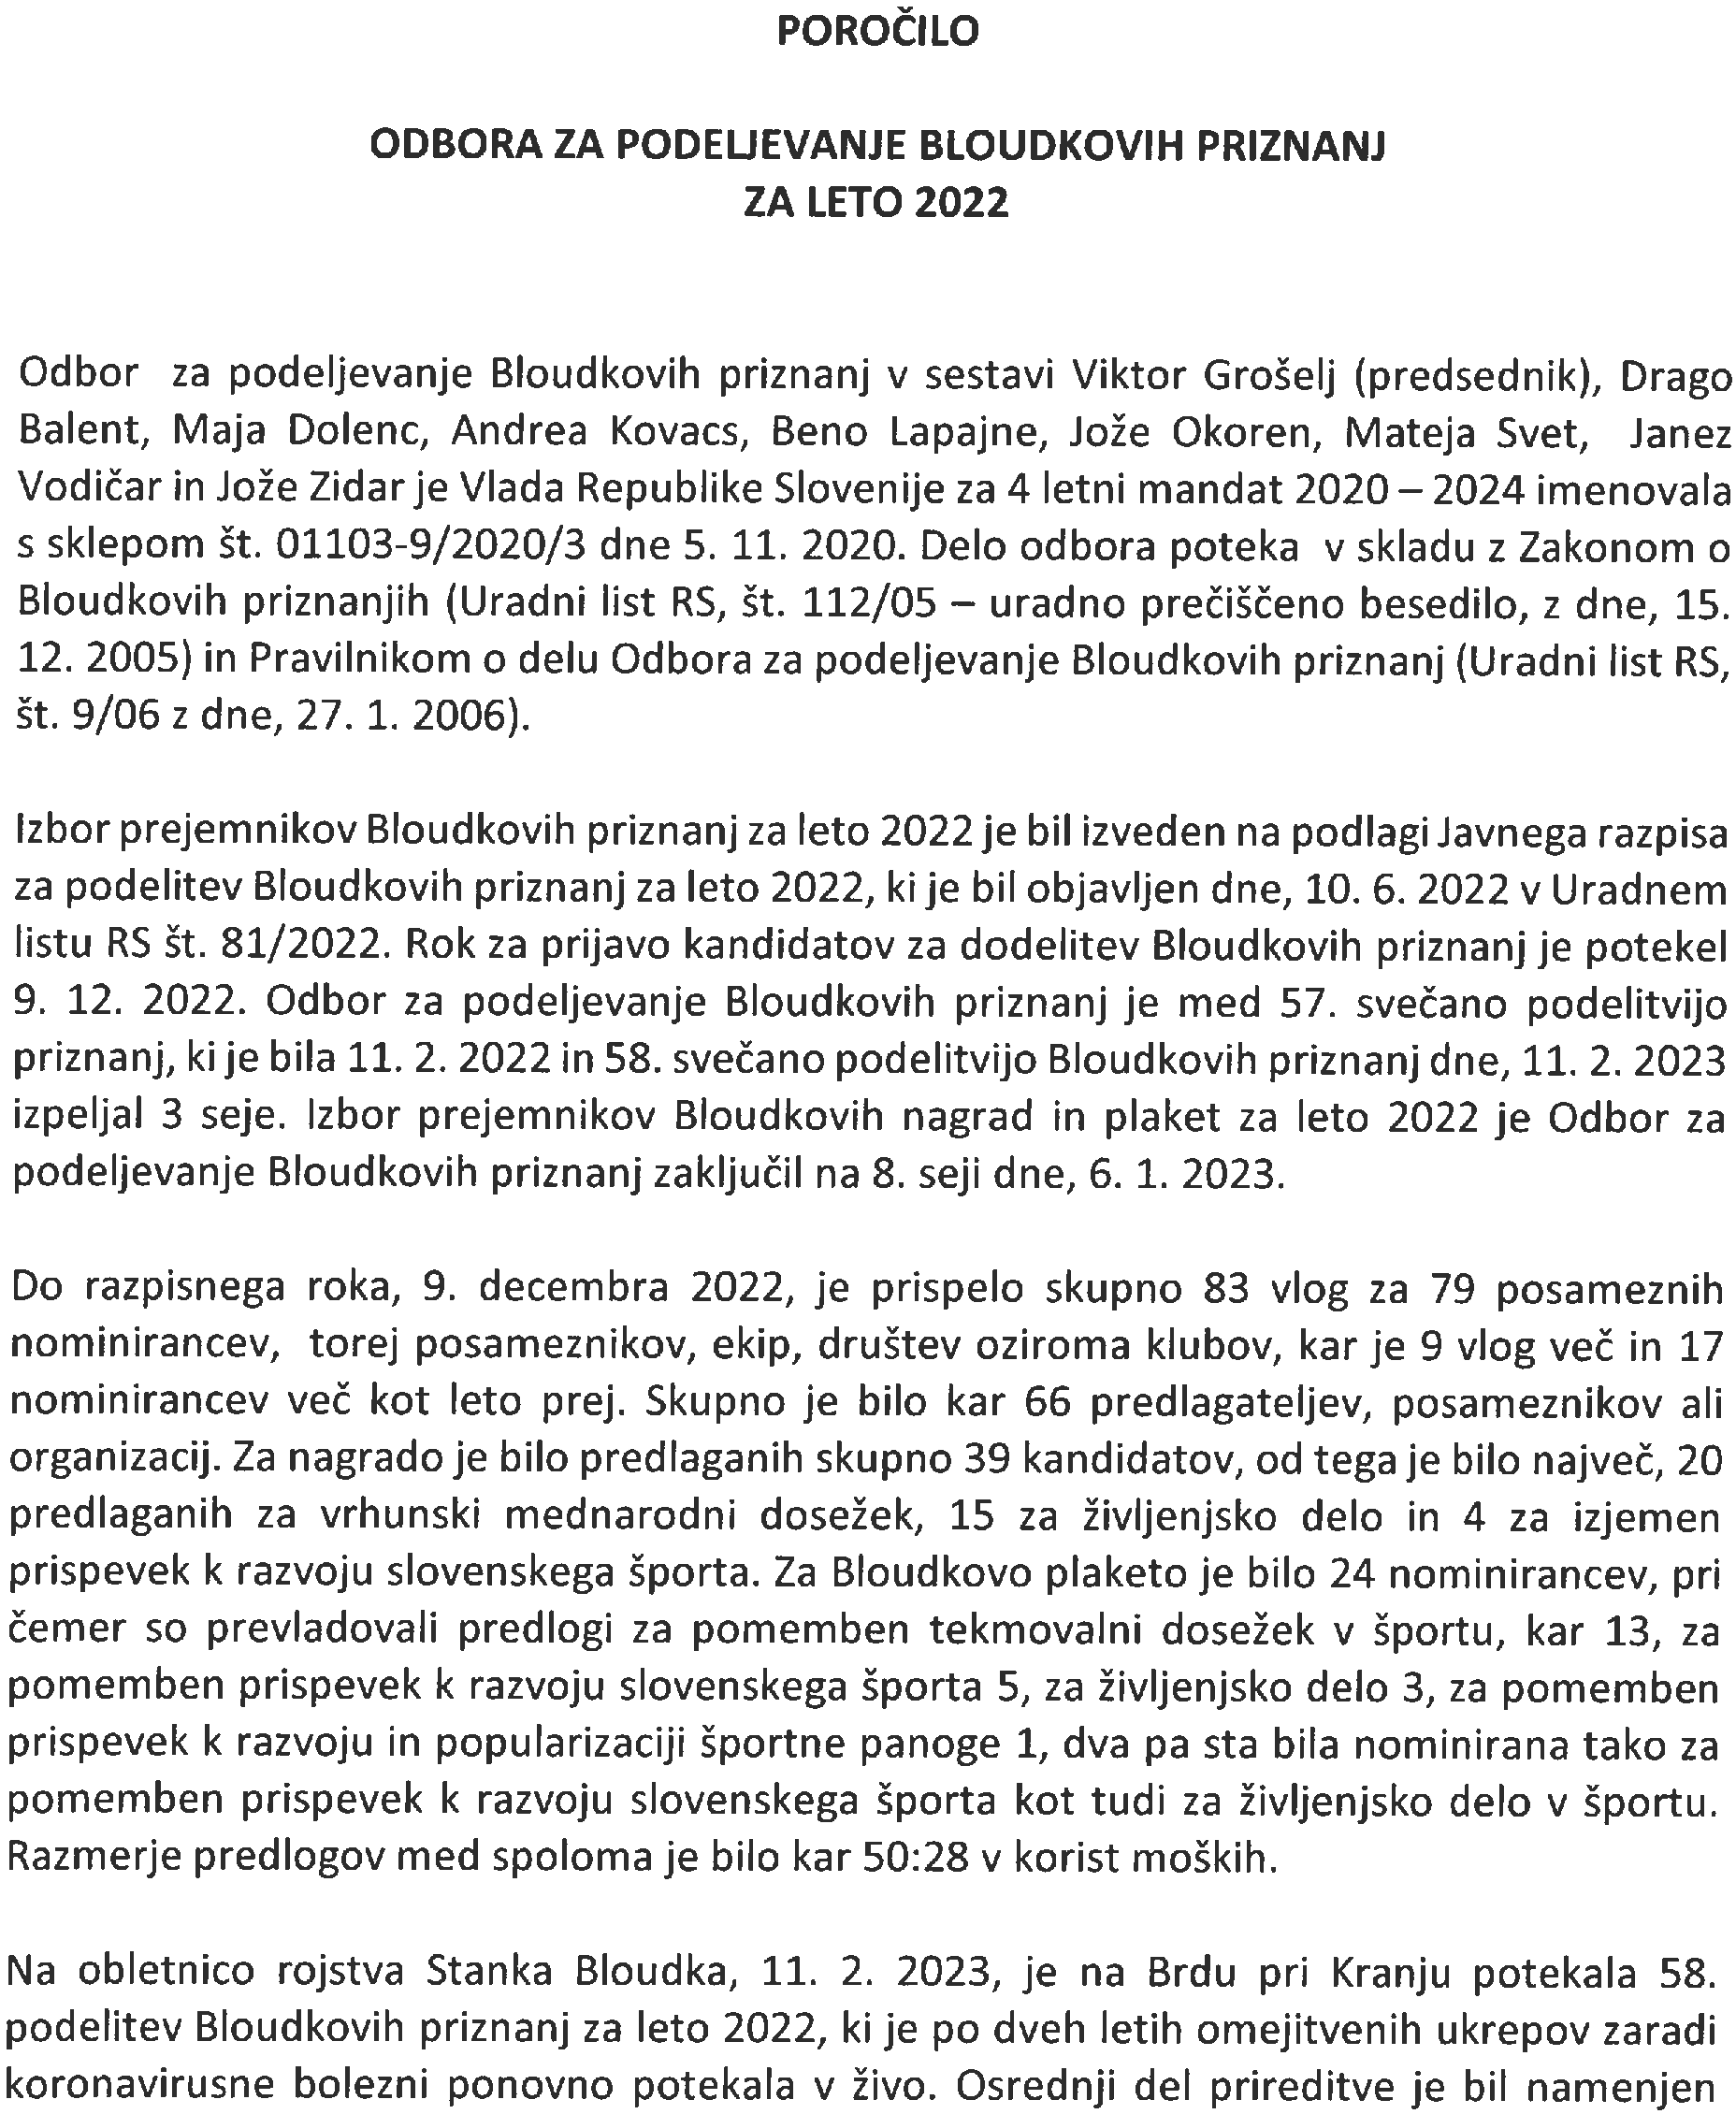 POROČILO
ODBORA ZA PODELJEVANJE BLOUDKOVIH PRIZNANJ
ZA LETO 2022
Odbor za podeljevanje Bloudkovih priznanj v sestavi Viktor Grošelj (predsednik), Drago
Balent, Maja Dolenc, Andrea Kovacs, Beno Lapajne, Jože Okoren, Mateja Svet, Janez
Vodičar in Jože Zidar je Vlada Republike Slovenije za 4 letni mandat 2020 – 2024 imenovala
s sklepom št. 01103-9/2020/3 dne 5. 11. 2020. Delo odbora poteka v skladu z Zakonom o
Bloudkovih priznanjih (Uradni list RS, št. 112/05 – uradno prečiščeno besedilo, z dne, 15.
12. 2005) in Pravilnikom o delu Odbora za podeljevanje Bloudkovih priznanj (Uradni list RS,
št. 9/06 z dne, 27. 1. 2006).
Izbor prejemnikov Bloudkovih priznanj za leto 2022 je bil izveden na podlagi Javnega razpisa
za podelitev Bloudkovih priznanj za leto 2022, ki je bil objavljen dne, 10. 6. 2022 v Uradnem
listu RS št. 81/2022. Rok za prijavo kandidatov za dodelitev Bloudkovih priznanj je potekel
9. 12. 2022. Odbor za podeljevanje Bloudkovih priznanj je med 57. svečano podelitvijo
priznanj, ki je bila 11. 2. 2022 in 58. svečano podelitvijo Bloudkovih priznanj dne, 11. 2. 2023
izpeljal 3 seje. Izbor prejemnikov Bloudkovih nagrad in plaket za leto 2022 je Odbor za
podeljevanje Bloudkovih priznanj zaključil na 8. seji dne, 6. 1. 2023.
Do razpisnega roka, 9. decembra 2022, je prispelo skupno 83 vlog za 79 posameznih
nominirancev, torej posameznikov, ekip, društev oziroma klubov, kar je 9 vlog več in 17
nominirancev več kot leto prej. Skupno je bilo kar 66 predlagateljev, posameznikov ali
organizacij. Za nagrado je bilo predlaganih skupno 39 kandidatov, od tega je bilo največ, 20
predlaganih za vrhunski mednarodni dosežek, 15 za življenjsko delo in 4 za izjemen
prispevek k razvoju slovenskega športa. Za Bloudkovo plaketo je bilo 24 nominirancev, pri
čemer so prevladovali predlogi za pomemben tekmovalni dosežek v športu, kar 13, za
pomemben prispevek k razvoju slovenskega športa 5, za življenjsko delo 3, za pomemben
prispevek k razvoju in popularizaciji športne panoge 1, dva pa sta bila nominirana tako za
pomemben prispevek k razvoju slovenskega športa kot tudi za življenjsko delo v športu.
Razmerje predlogov med spoloma je bilo kar 50:28 v korist moških.
Na obletnico rojstva Stanka Bloudka, 11. 2. 2023, je na Brdu pri Kranju potekala 58.
podelitev Bloudkovih priznanj za leto 2022, ki je po dveh letih omejitvenih ukrepov zaradi
koronavirusne bolezni ponovno potekala v živo. Osrednji del prireditve je bil namenjen